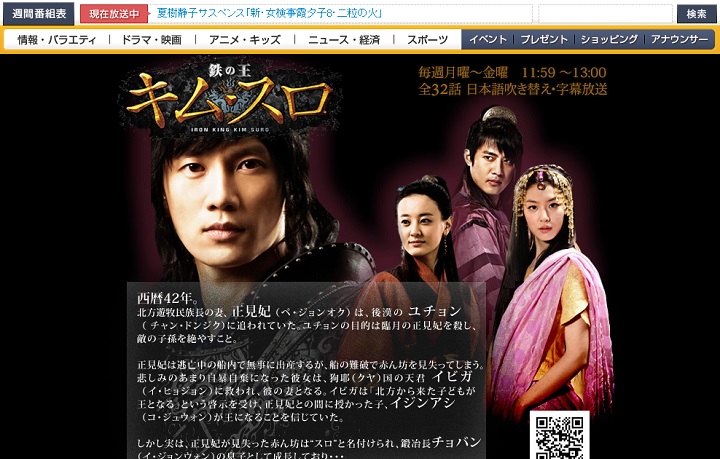 週間番組表
現在放送中
夏樹静子サスペンス「新・女検事霞夕子8・二粒の火」
検索
情報・バラエティ
ドラマ・映画
アニメ・キッズ
ニュース・経済
スポーツ
イベント
プレゼント
ショッピング
アナウンサー
鉄の王
キム・スロ
IRON KING KIM SURO
毎週月曜～金曜 11:59 ～13:00
全32話 日本語吹き替え・字幕放送
西暦42年。
北方遊牧民族長の妻、正見妃（ペ・ジョンオク）は、後漢の ユチョン
（ チャン・ドンジク）に追われていた。ユチョンの目的は臨月の正見妃を殺し、
敵の子孫を絶やすこと。
正見妃は逃亡中の船内で無事に出産するが、船の難破で赤ん坊を見失ってしまう。
悲しみのあまり自暴自棄になった彼女は、狗耶（クヤ）国の天君 イビガ
（イ・ヒョジョン）に救われ、彼の妻となる。イビガは「北方から来た子どもが
王となる」という啓示を受け、正見妃との間に授かった子、イジンアシ
（コ・ジュウォン）が王になることを信じていた。
しかし実は、正見妃が見失った赤ん坊は“スロ”と名付けられ、鍛冶長チョバン
（イ・ジョンウォン）の息子として成長しており・・・